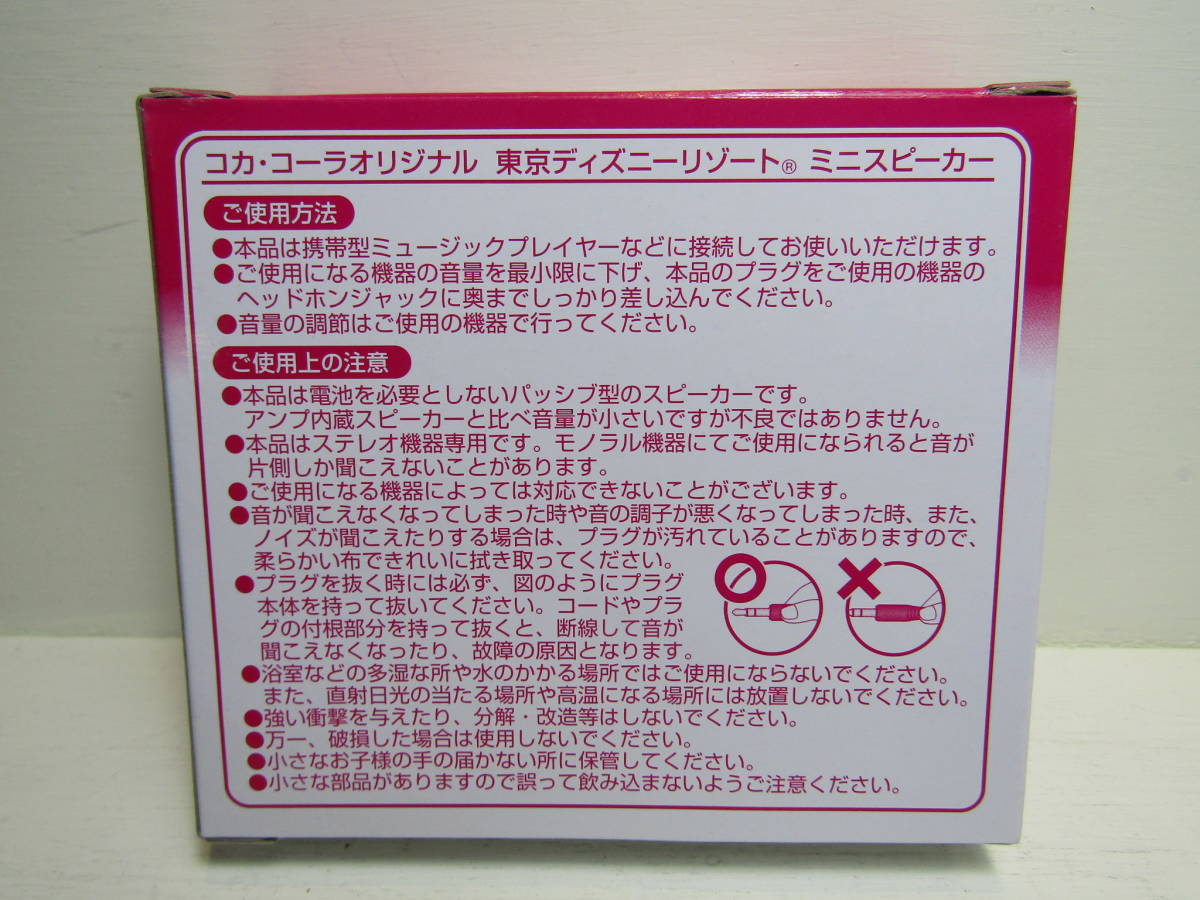 コカ・コーラオリジナル 東京ディズニーリゾート® ミニスピーカー
ご使用方法
●本品は携帯型ミュージックプレイヤーなどに接続してお使いいただけます。
●ご使用になる機器の音量を最小限に下げ、本品のプラグをご使用の機器の
ヘッドホンジャックに奥までしっかり差し込んでください。
●音量の調節はご使用の機器で行ってください。
ご使用上の注意
●本品は電池を必要としないパッシブ型のスピーカーです。
アンプ内蔵スピーカーと比べ音量が小さいですが不良ではありません。
●本品はステレオ機器専用です。モノラル機器にてご使用になられると音が
片側しか聞こえないことがあります。
●ご使用になる機器によっては対応できないことがございます。
●音が聞こえなくなってしまった時や音の調子が悪くなってしまった時、また、
ノイズが聞こえたりする場合は、プラグが汚れていることがありますので、
柔らかい布できれいに拭き取ってください。
●プラグを抜く時には必ず、図のようにプラグ
本体を持って抜いてください。コードやプラ
グの付根部分を持って抜くと、断線して音が
聞こえなくなったり、故障の原因となります。
●浴室などの多湿な所や水のかかる場所ではご使用にならないでください。
また、直射日光の当たる場所や高温になる場所には放置しないでください。
●強い衝撃を与えたり、分解・改造等はしないでください。
●万一、破損した場合は使用しないでください。
●小さなお子様の手の届かない所に保管してください。
●小さな部品がありますので誤って飲み込まないようご注意ください。